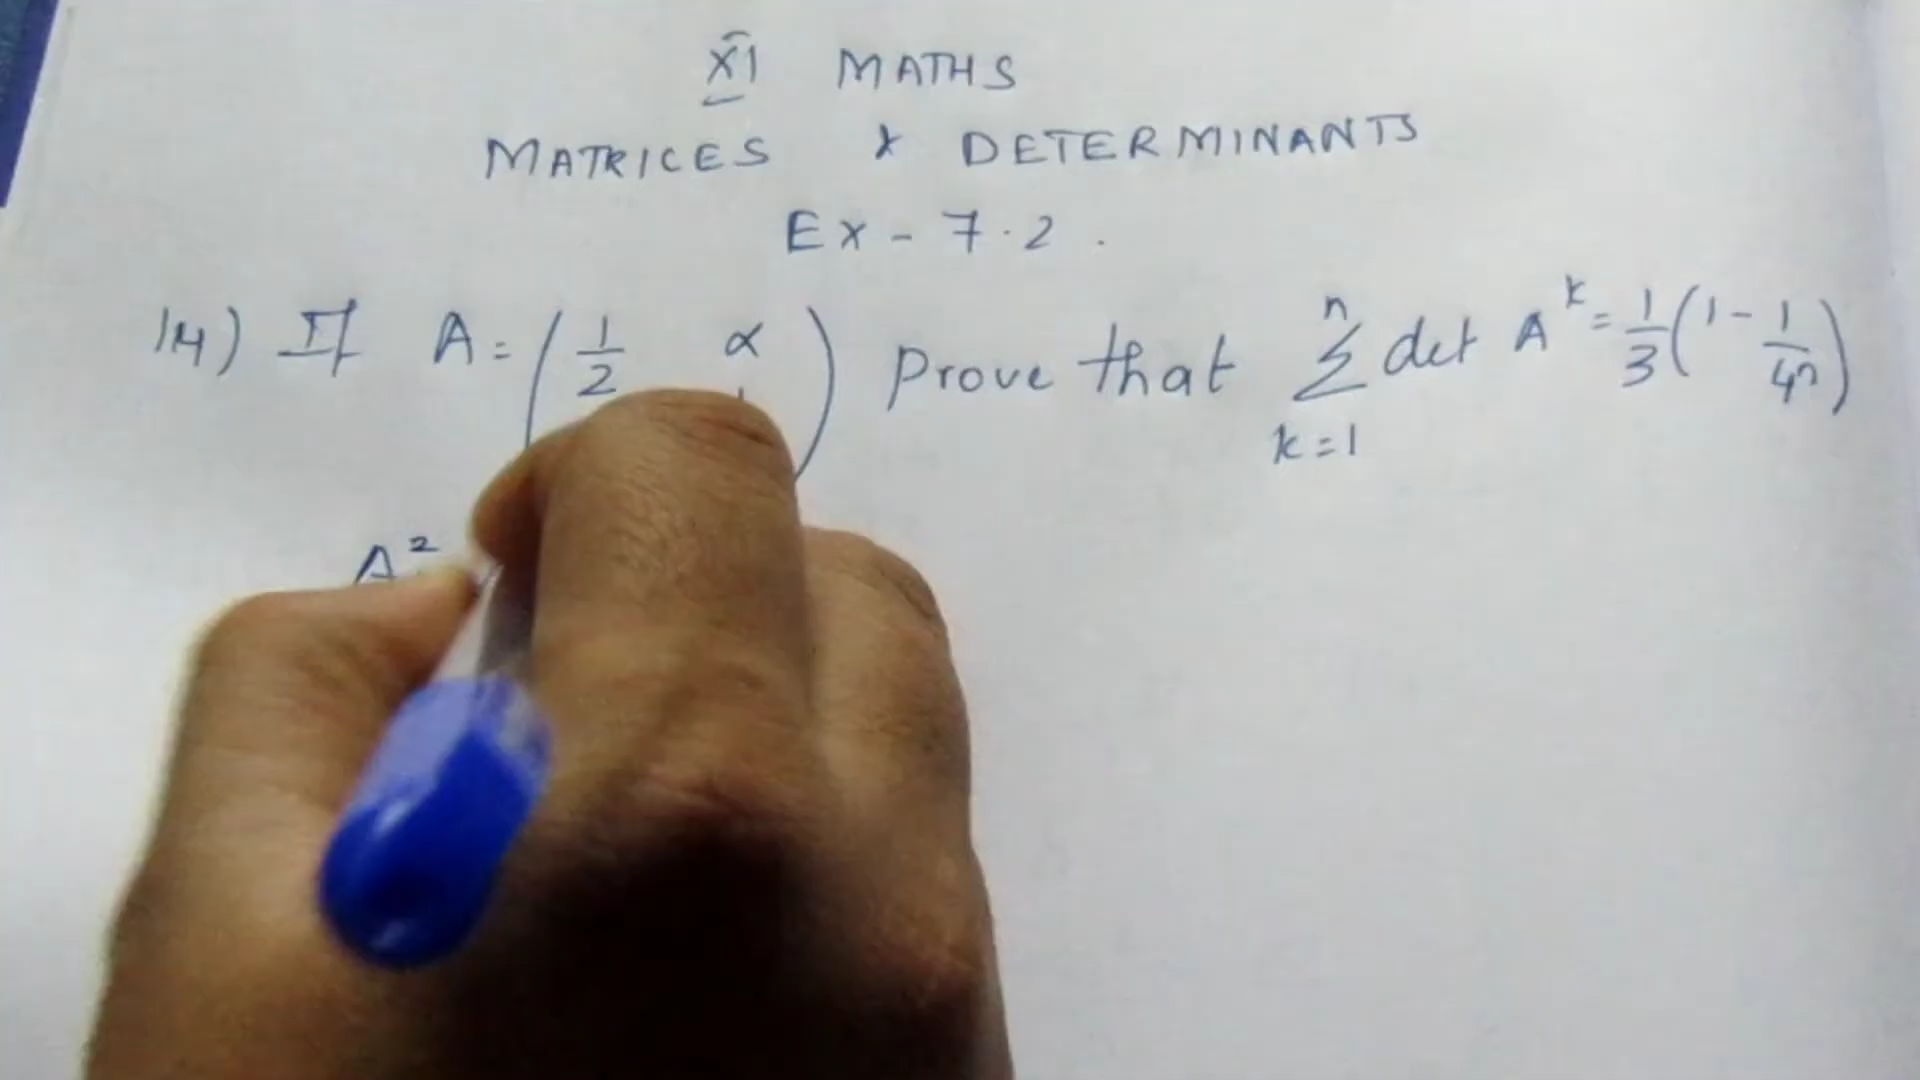 XI MATHS
MATRICES & DETERMINANTS
Ex - 7.2 .
14) If A = ( 1/2 α ) Prove that n∑k=1 det A^k = 1/3 (1 - 1/4^n)
A²